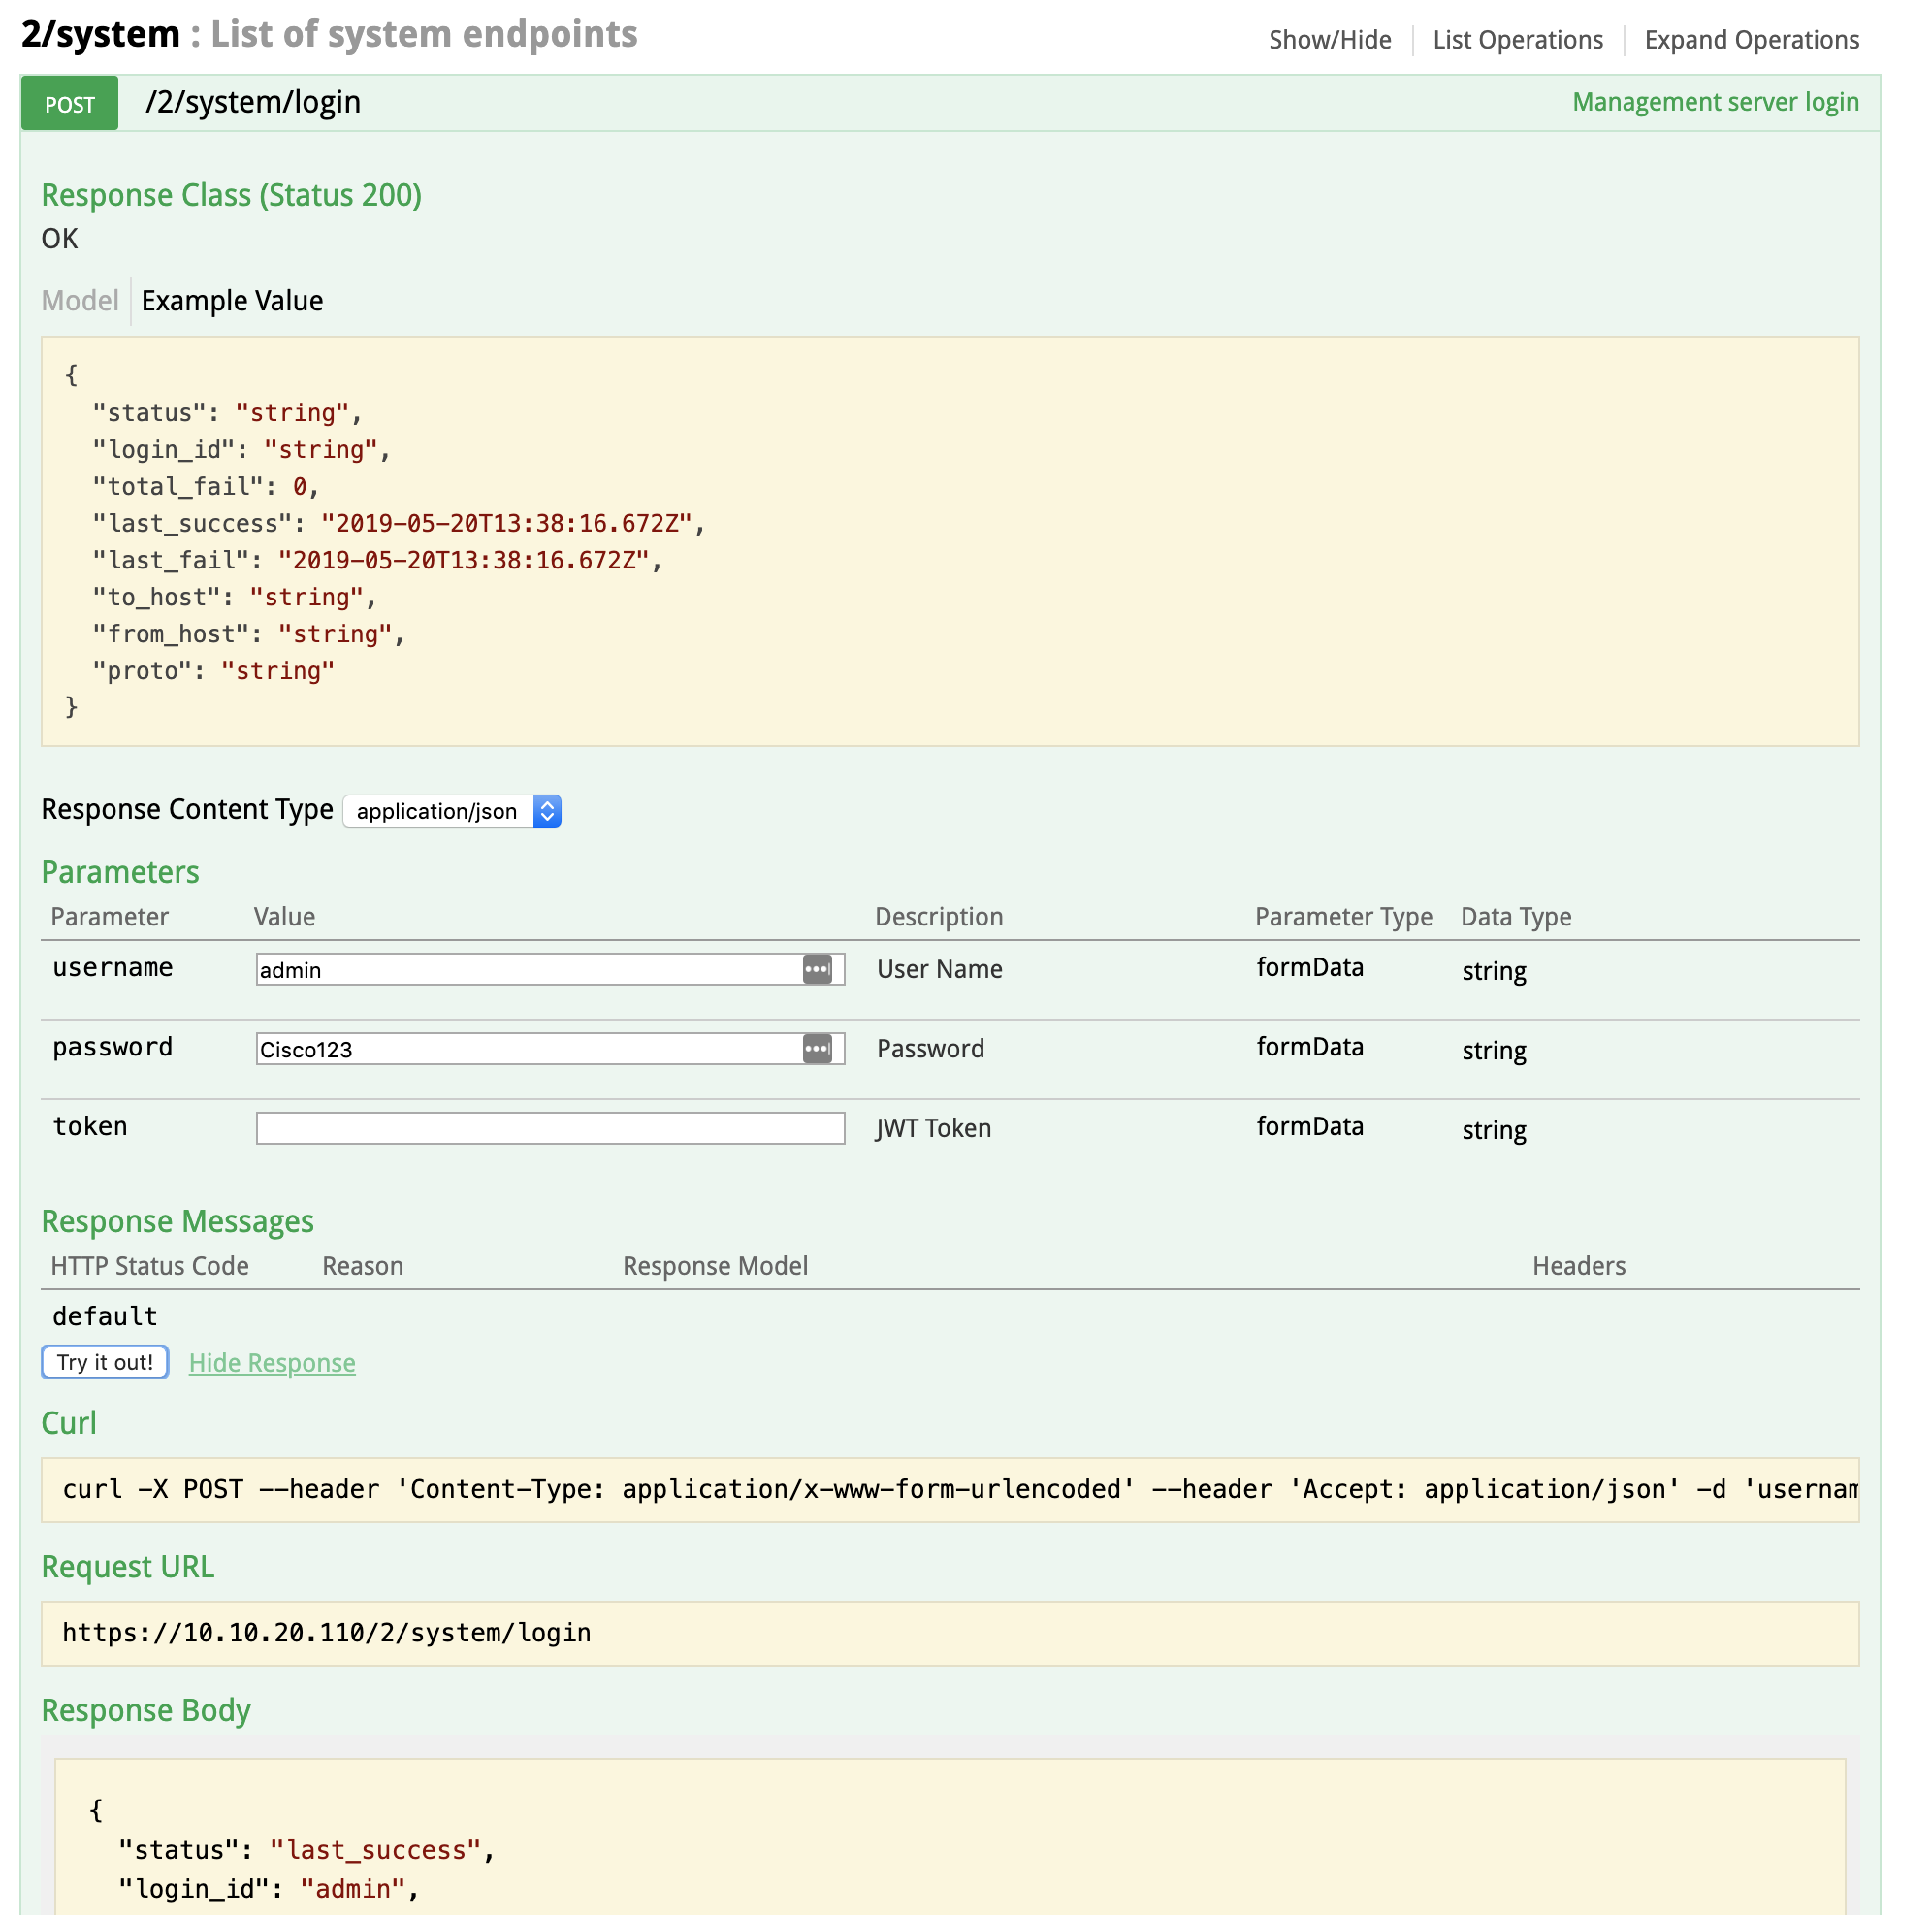 2/system : List of system endpoints
Show/Hide
List Operations
Expand Operations
POST
/2/system/login
Management server login
Response Class (Status 200)
OK
Model
Example Value
{
"status": "string",
"login_id": "string",
"total_fail": 0,
"last_success": "2019-05-20T13:38:16.672Z",
"last_fail": "2019-05-20T13:38:16.672Z",
"to_host": "string",
"from_host": "string",
"proto": "string"
}
Response Content Type application/json
Parameters
Parameter Value Description Parameter Type Data Type
username admin User Name formData string
password Cisco123 Password formData string
token JWT Token formData string
Response Messages
HTTP Status Code Reason Response Model Headers
default
Try it out! Hide Response
Curl
curl -X POST --header 'Content-Type: application/x-www-form-urlencoded' --header 'Accept: application/json' -d 'usernam
Request URL
https://10.10.20.110/2/system/login
Response Body
{
"status": "last_success",
"login_id": "admin",